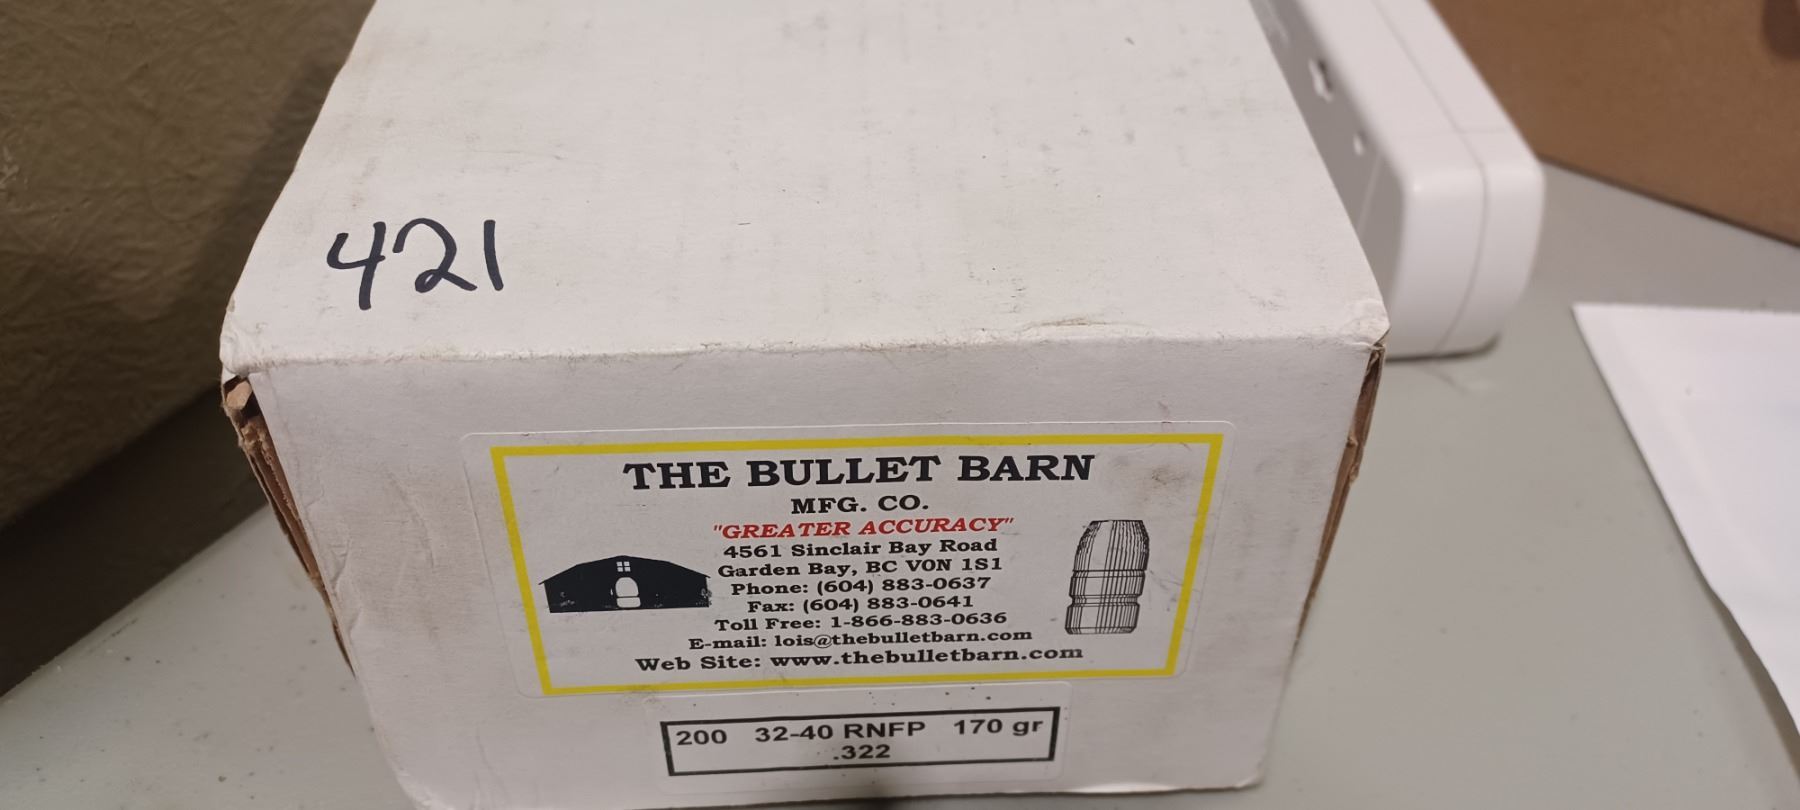 421
THE BULLET BARN
MFG. CO.
"GREATER ACCURACY"
4561 Sinclair Bay Road
Garden Bay, BC VON 1S1
Phone: (604) 883-0637
Fax: (604) 883-0641
Toll Free: 1-866-883-0636
E-mail: lois@thebulletbarn.com
Web Site: www.thebulletbarn.com
200 32-40 RNFP 170 gr
.322